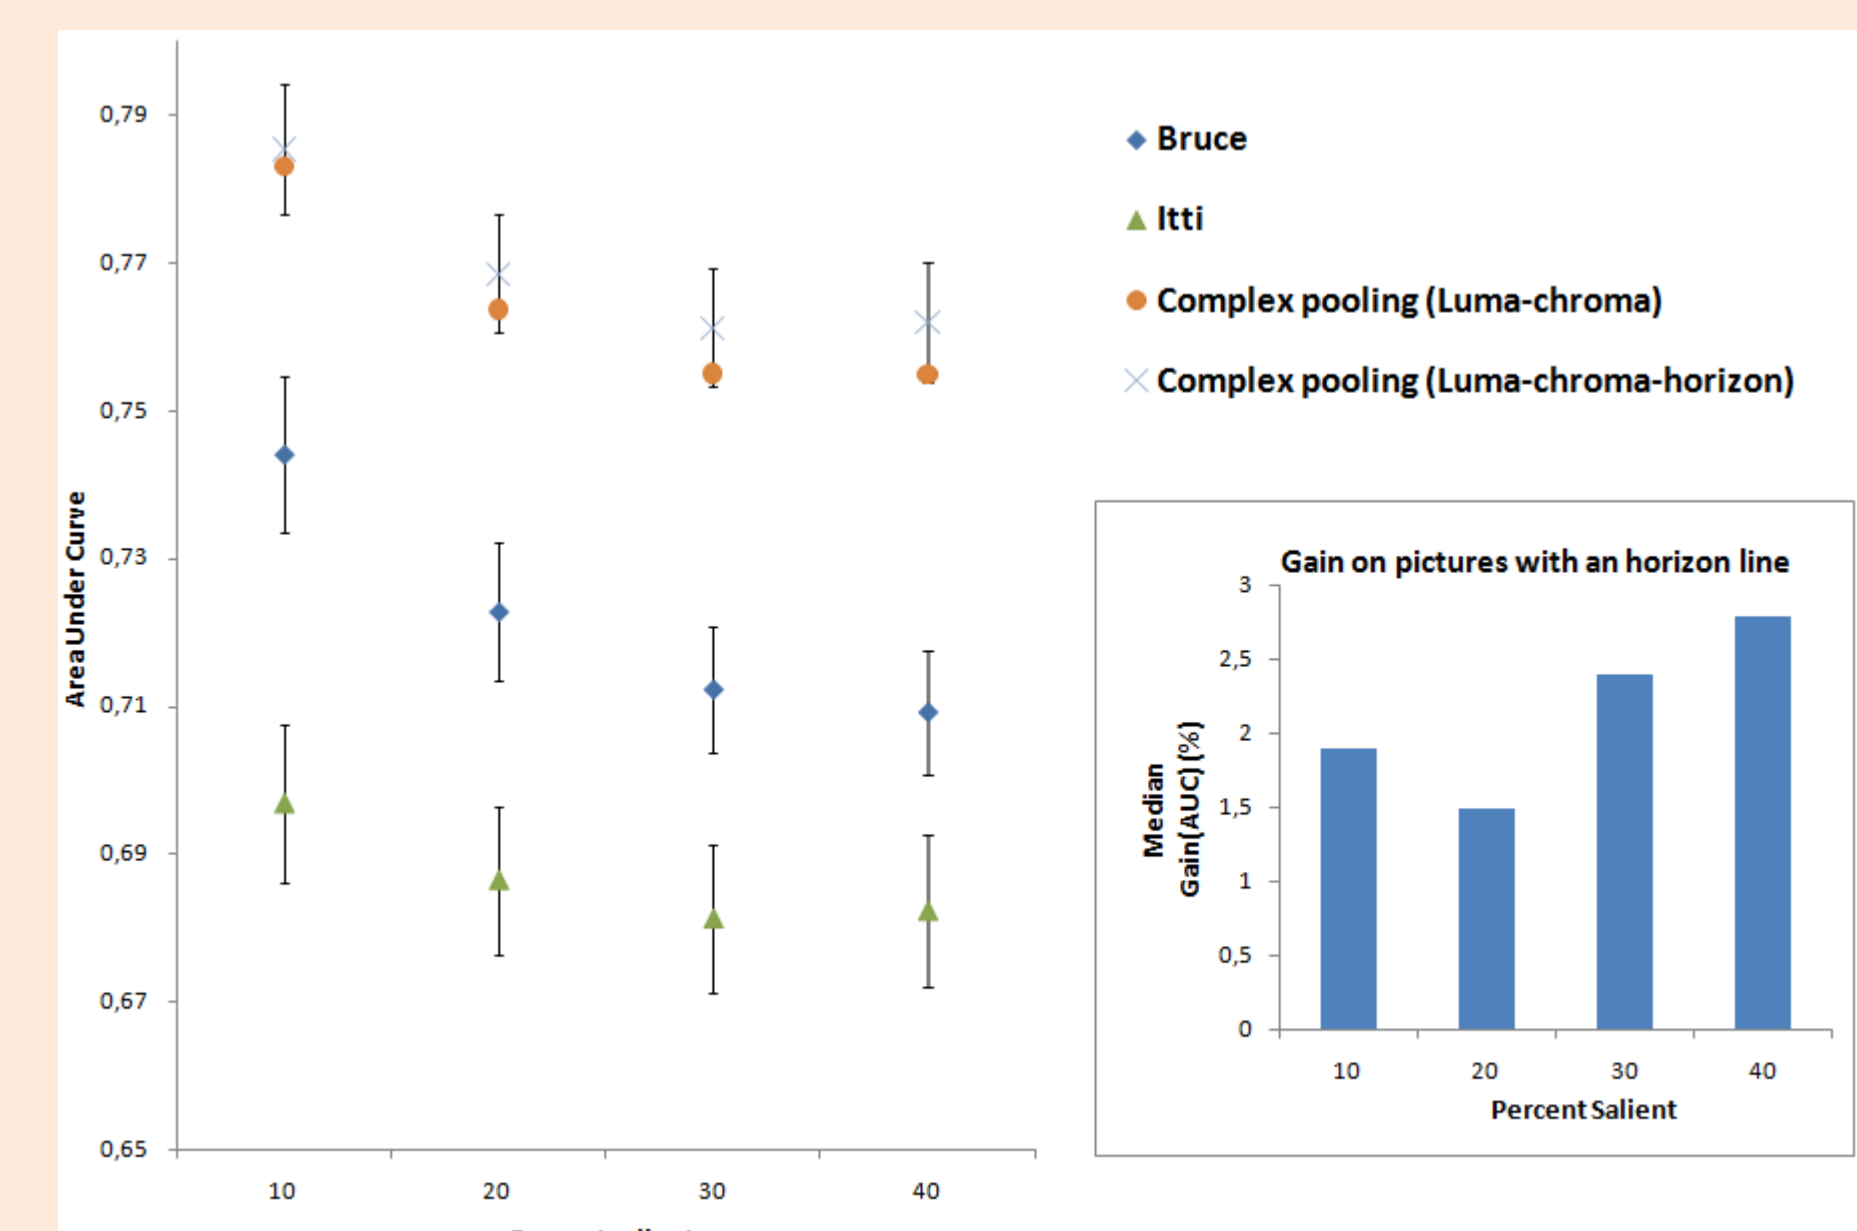 0,79
0,77
0,75
0,73
0,71
0,69
0,67
0,65
Area Under Curve
10 20 30 40
Bruce
Itti
Complex pooling (Luma-chroma)
Complex pooling (Luma-chroma-horizon)
Gain on pictures with an horizon line
3
2,5
2
1,5
1
0,5
0
Median
Gain(AUC) (%)
10 20 30 40
Percent Salient